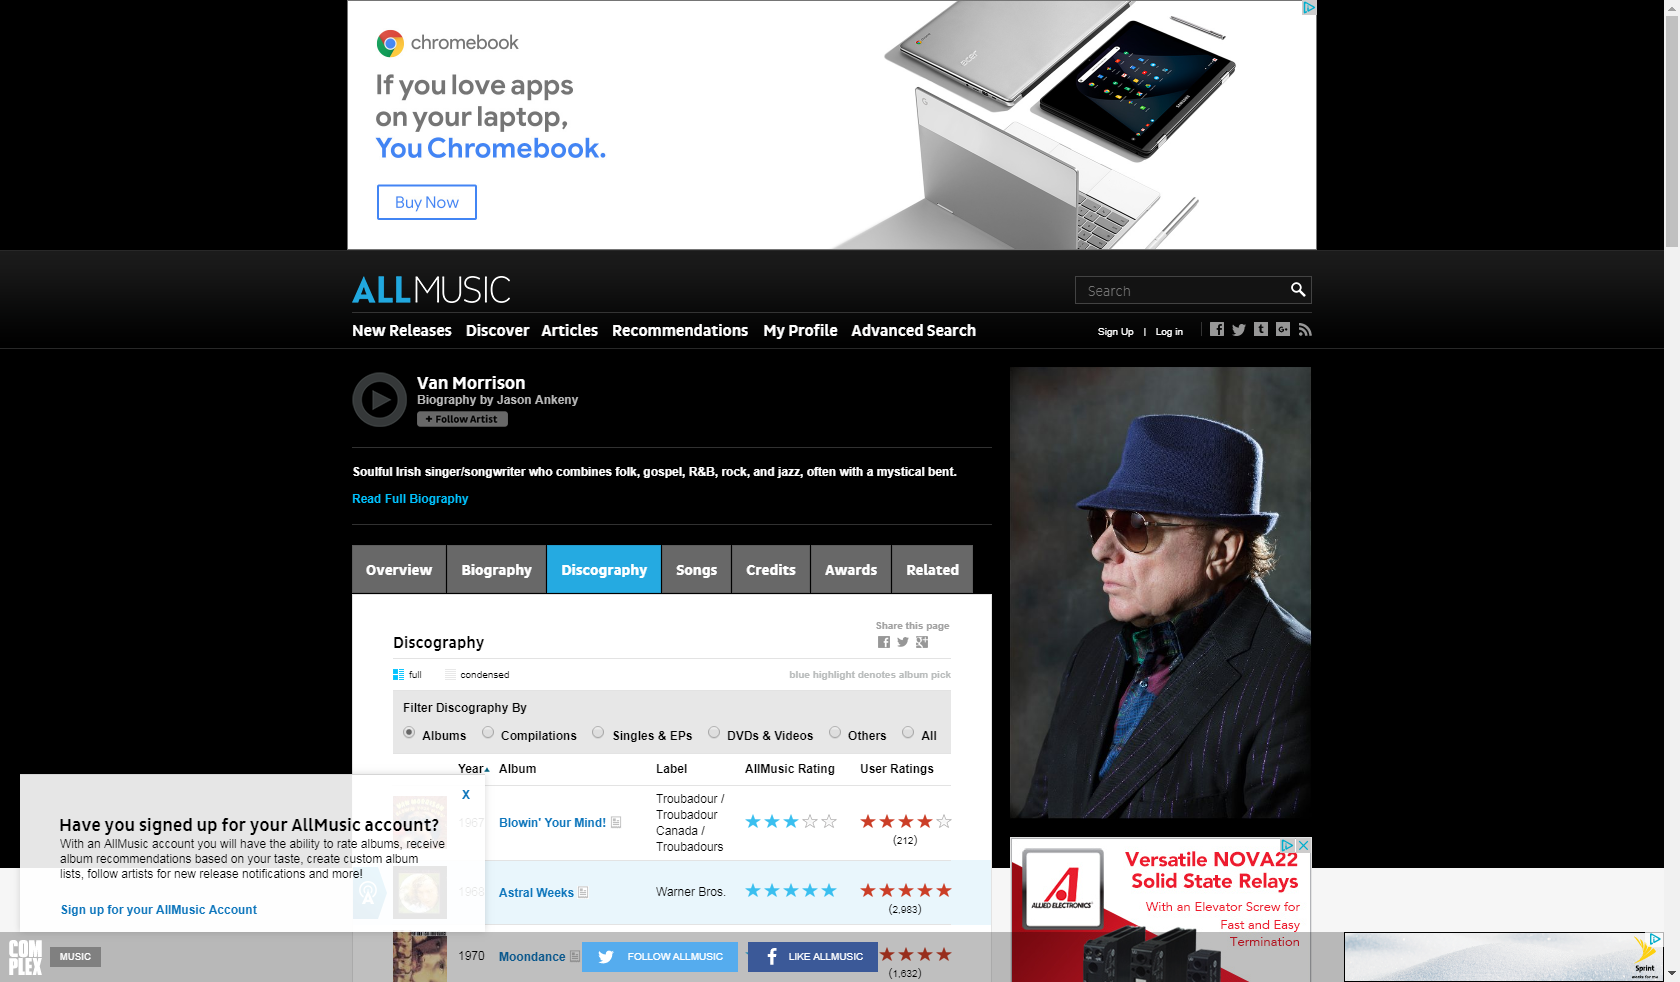 chromebook
If you love apps
on your laptop,
You Chromebook.
Buy Now
ALLMUSIC
Search
New Releases Discover Articles Recommendations My Profile Advanced Search
Sign Up | Log in
Van Morrison
Biography by Jason Ankeny
+ Follow Artist
Soulful Irish singer/songwriter who combines folk, gospel, R&B, rock, and jazz, often with a mystical bent.
Read Full Biography
Overview Biography Discography Songs Credits Awards Related
Share this page
Discography
full condensed blue highlight denotes album pick
Filter Discography By
Albums Compilations Singles & EPs DVDs & Videos Others All
Year Album Label AllMusic Rating User Ratings
1967 Blowin' Your Mind! Troubadour /
Troubadour
Canada /
Troubadours
(212)
1968 Astral Weeks Warner Bros.
(2,983)
1970 Moondance
(1,632)
X
Have you signed up for your AllMusic account?
With an AllMusic account you will have the ability to rate albums, receive
album recommendations based on your taste, create custom album
lists, follow artists for new release notifications and more!
Sign up for your AllMusic Account
COM
PLEX
MUSIC
FOLLOW ALLMUSIC
LIKE ALLMUSIC
Versatile NOVA22
Solid State Relays
ALLIED ELECTRONICS
With an Elevator Screw for
Fast and Easy
Termination
Sprint
works for me